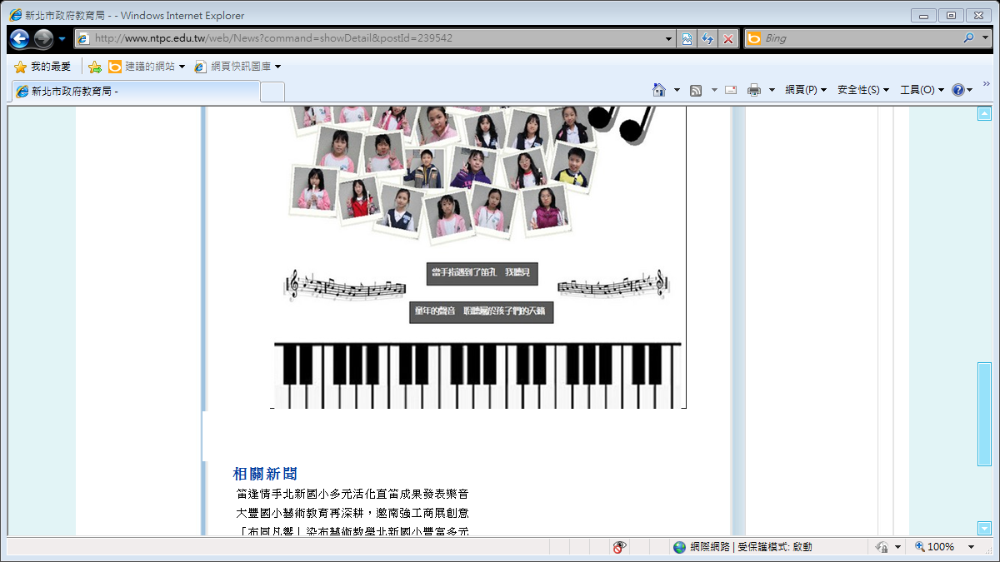 新北市政府教育局 - - Windows Internet Explorer
http://www.ntpc.edu.tw/web/News?command=showDetail&postId=239542
Bing
我的最愛
建議的網站
網頁快訊圖庫
新北市政府教育局 -
網頁(P)
安全性(S)
工具(O)
當手指遇到了笛孔 我聽見
童年的聲音 聆聽屬於孩子們的天籟
相關新聞
笛逢情手北新國小多元活化直笛成果發表樂音
大豐國小藝術教育再深耕，邀南強工商展創意
「布同凡響」染布藝術教學北新國小豐富多元
網際網路 | 受保護模式: 啟動
100%